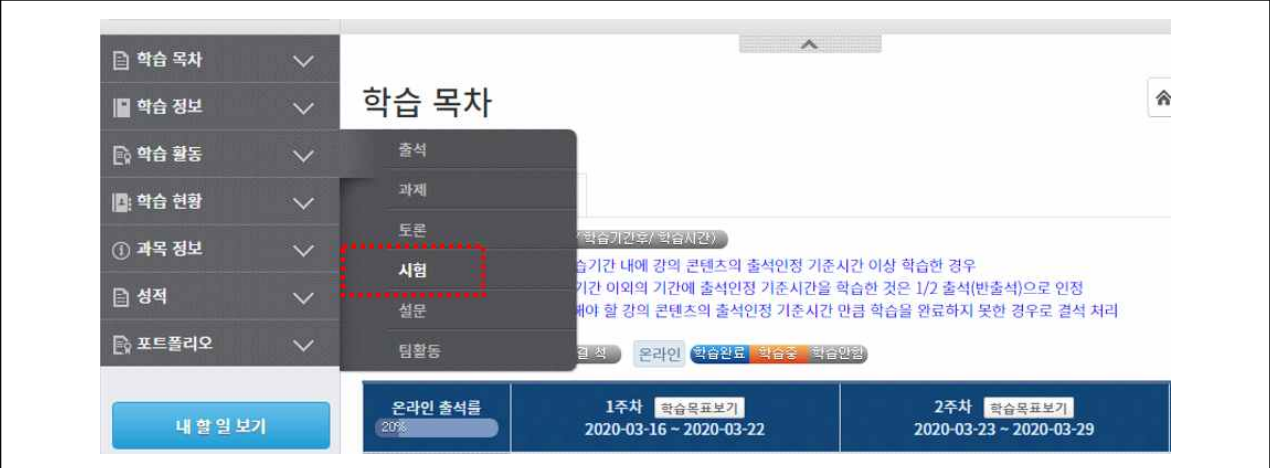 학습 목차
학습 정보
학습 활동
학습 현황
과목 정보
성적
포트폴리오
내 할 일 보기
학습 목차
출석
과제
토론
시험
설문
팀활동
학습기간후/ 학습시간)
습기간 내에 강의 콘텐츠의 출석인정 기준시간 이상 학습한 경우
기간 이외의 기간에 출석인정 기준시간을 학습한 것은 1/2 출석(반출석)으로 인정
해야 할 강의 콘텐츠의 출석인정 기준시간 만큼 학습을 완료하지 못한 경우로 결석 처리
결 석 온라인 학습완료 학습중 학습안함
온라인 출석률 1주차 학습목표보기 2주차 학습목표보기
20% 2020-03-16 ~ 2020-03-22 2020-03-23 ~ 2020-03-29